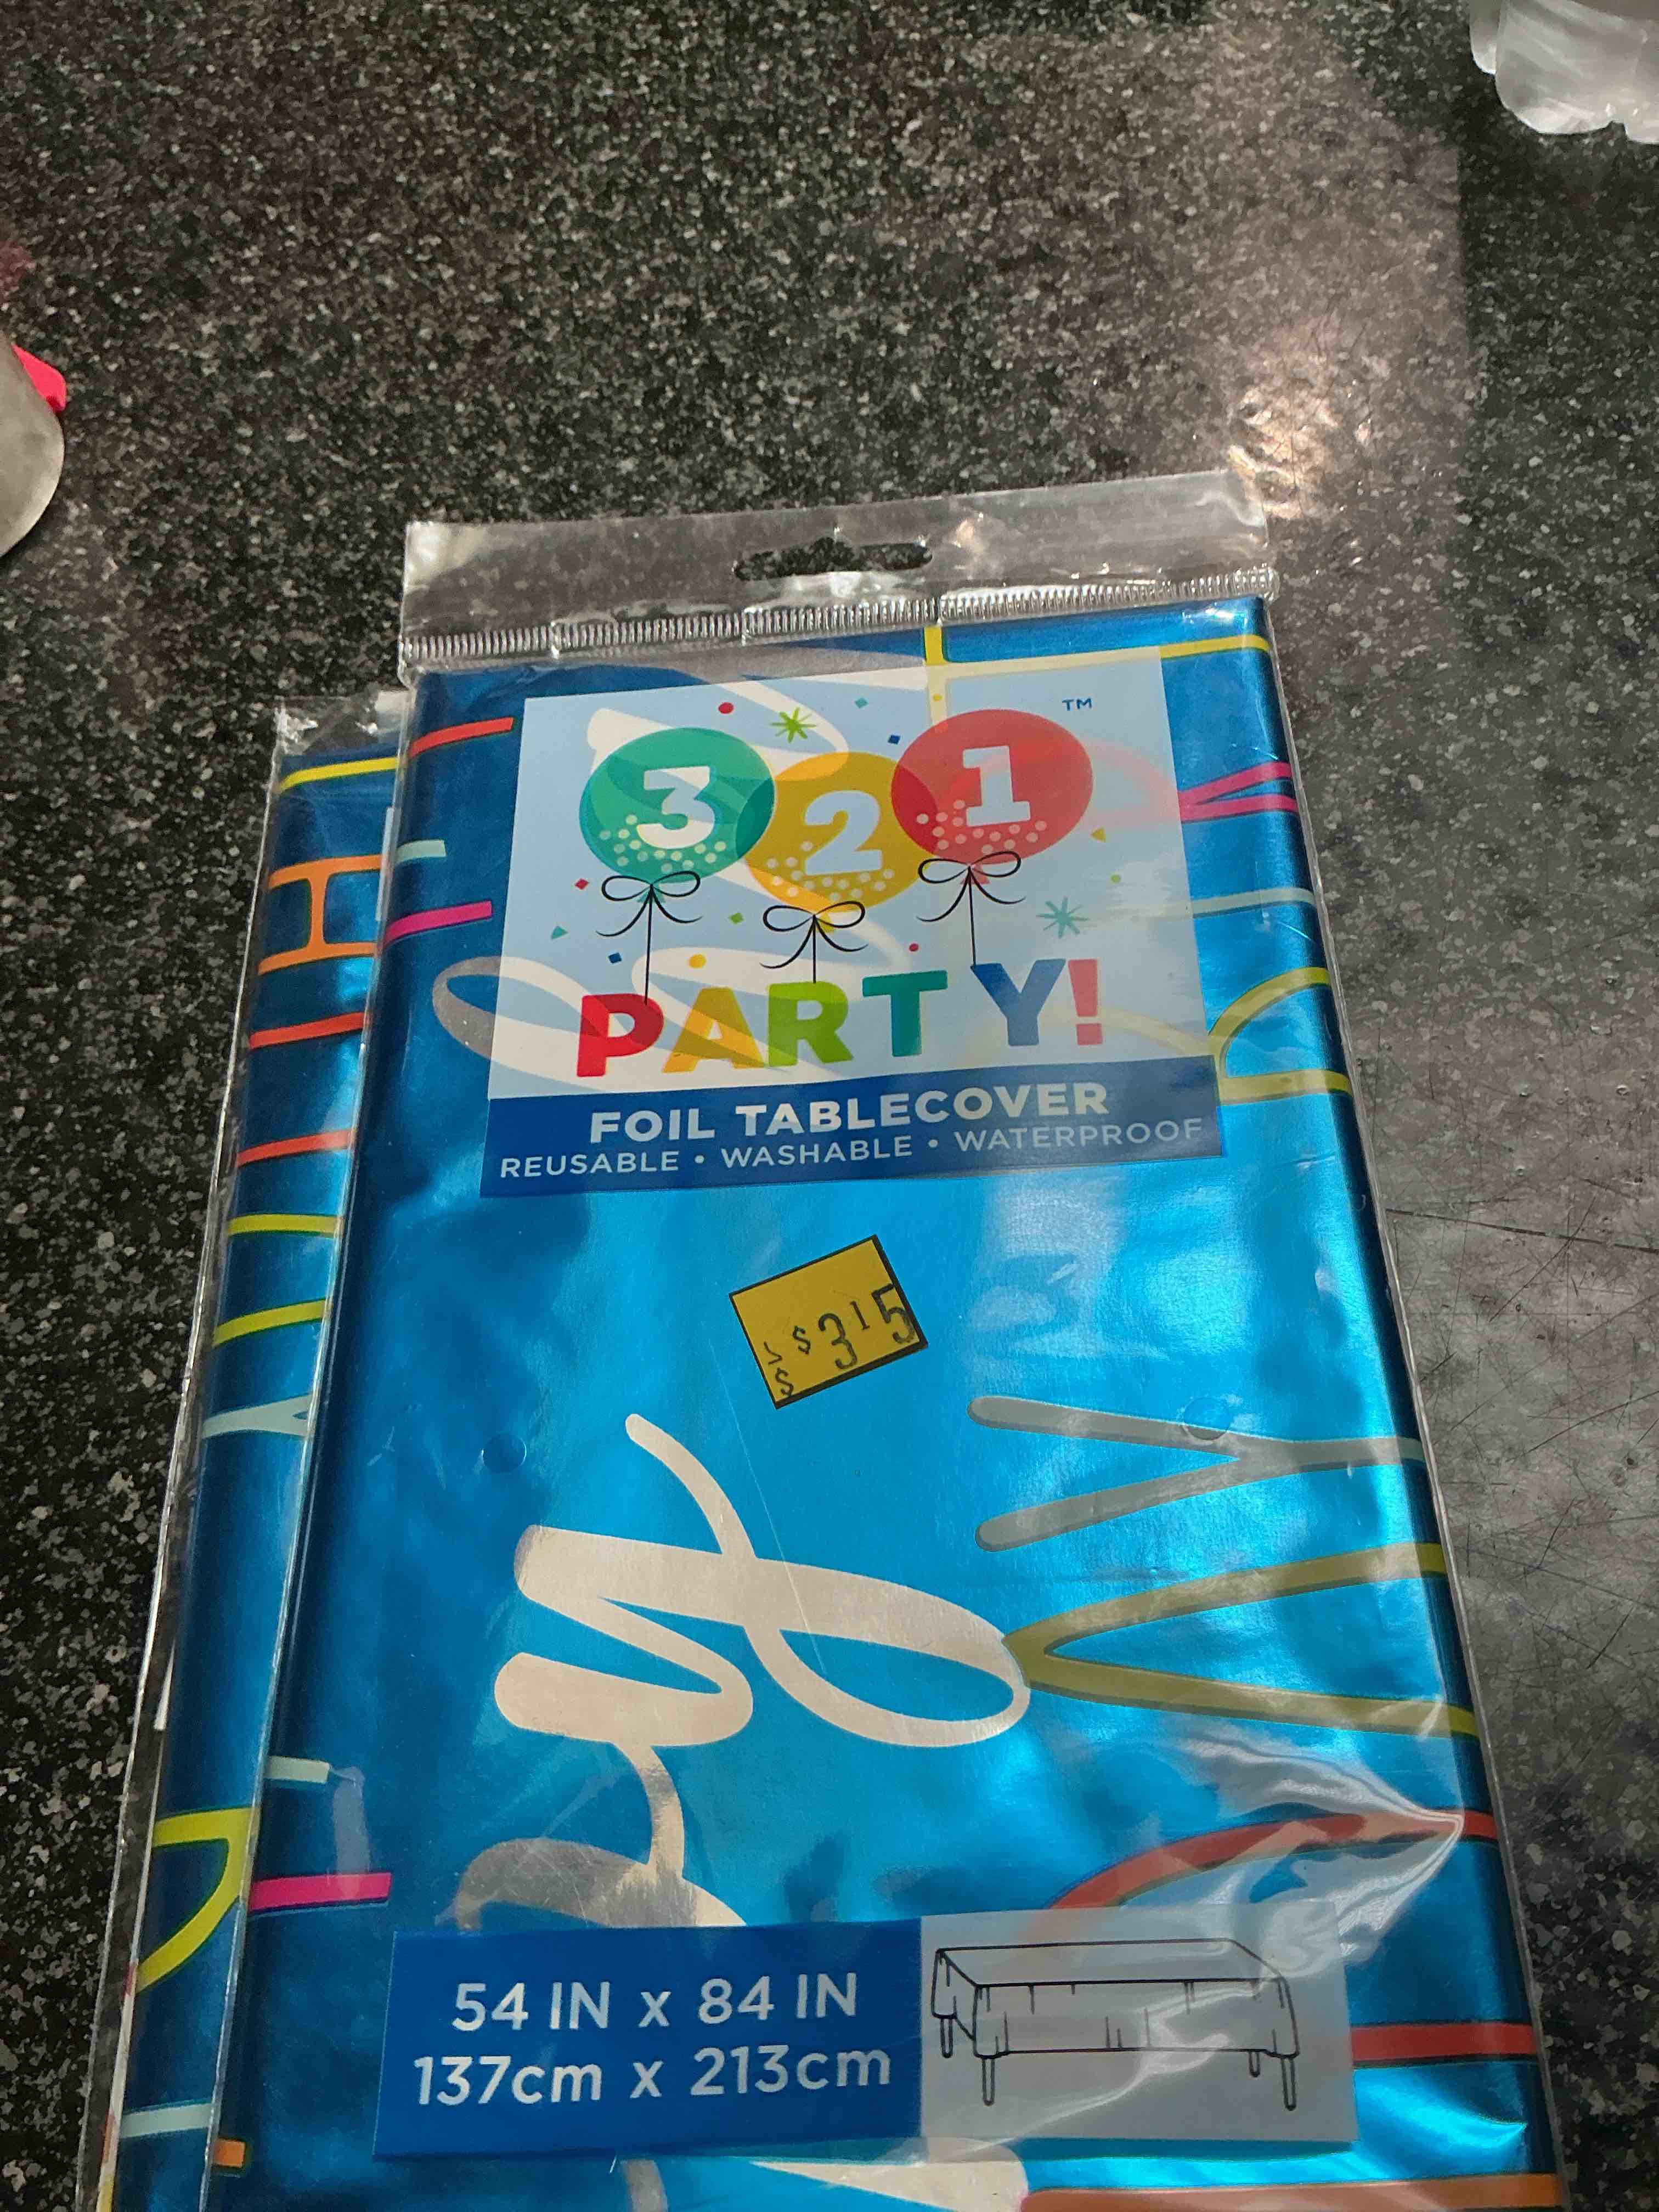 3 2 1
TM
PARTY!
FOIL TABLECOVER
REUSABLE • WASHABLE • WATERPROOF
$3 15
54 IN x 84 IN
137cm x 213cm